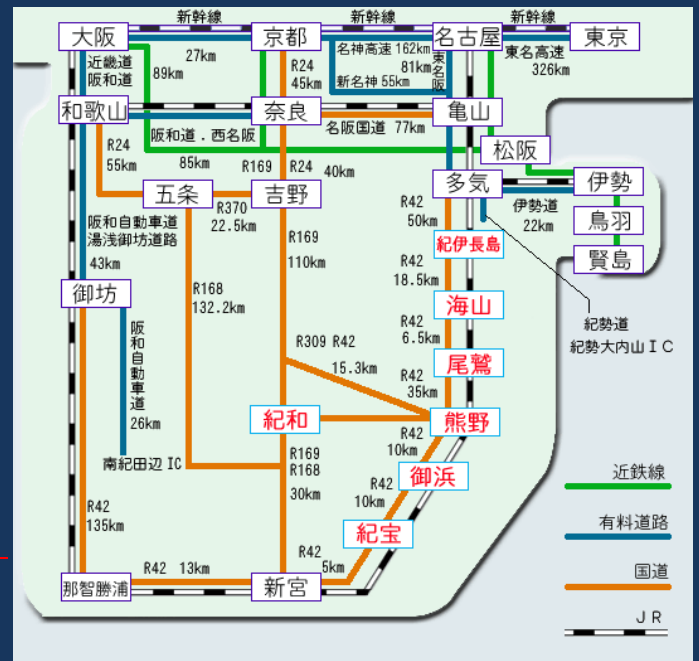 新幹線
新幹線
新幹線
大阪
京都
名古屋
東京
近畿道
阪和道
27km
89km
R24
45km
名神高速 162km
81km
新名神 55km
東名阪
東名高速
326km
和歌山
奈良
亀山
阪和道．西名阪
名阪国道 77km
松阪
R24
55km
85km
R169
R24
40km
五条
吉野
多気
伊勢
R370
22.5km
伊勢道
22km
鳥羽
賢島
阪和自動車道
湯浅御坊道路
43km
R42
50km
紀伊長島
R169
110km
R168
132.2km
R42
18.5km
御坊
海山
紀勢道
紀勢大内山ＩＣ
阪和自動車道
26km
R42
6.5km
R309 R42
15.3km
尾鷲
R42
35km
紀和
熊野
南紀田辺 IC
R169
R168
30km
R42
10km
御浜
近鉄線
R42
10km
R42
135km
紀宝
有料道路
R42
5km
R42 13km
那智勝浦
新宮
国道
ＪＲ